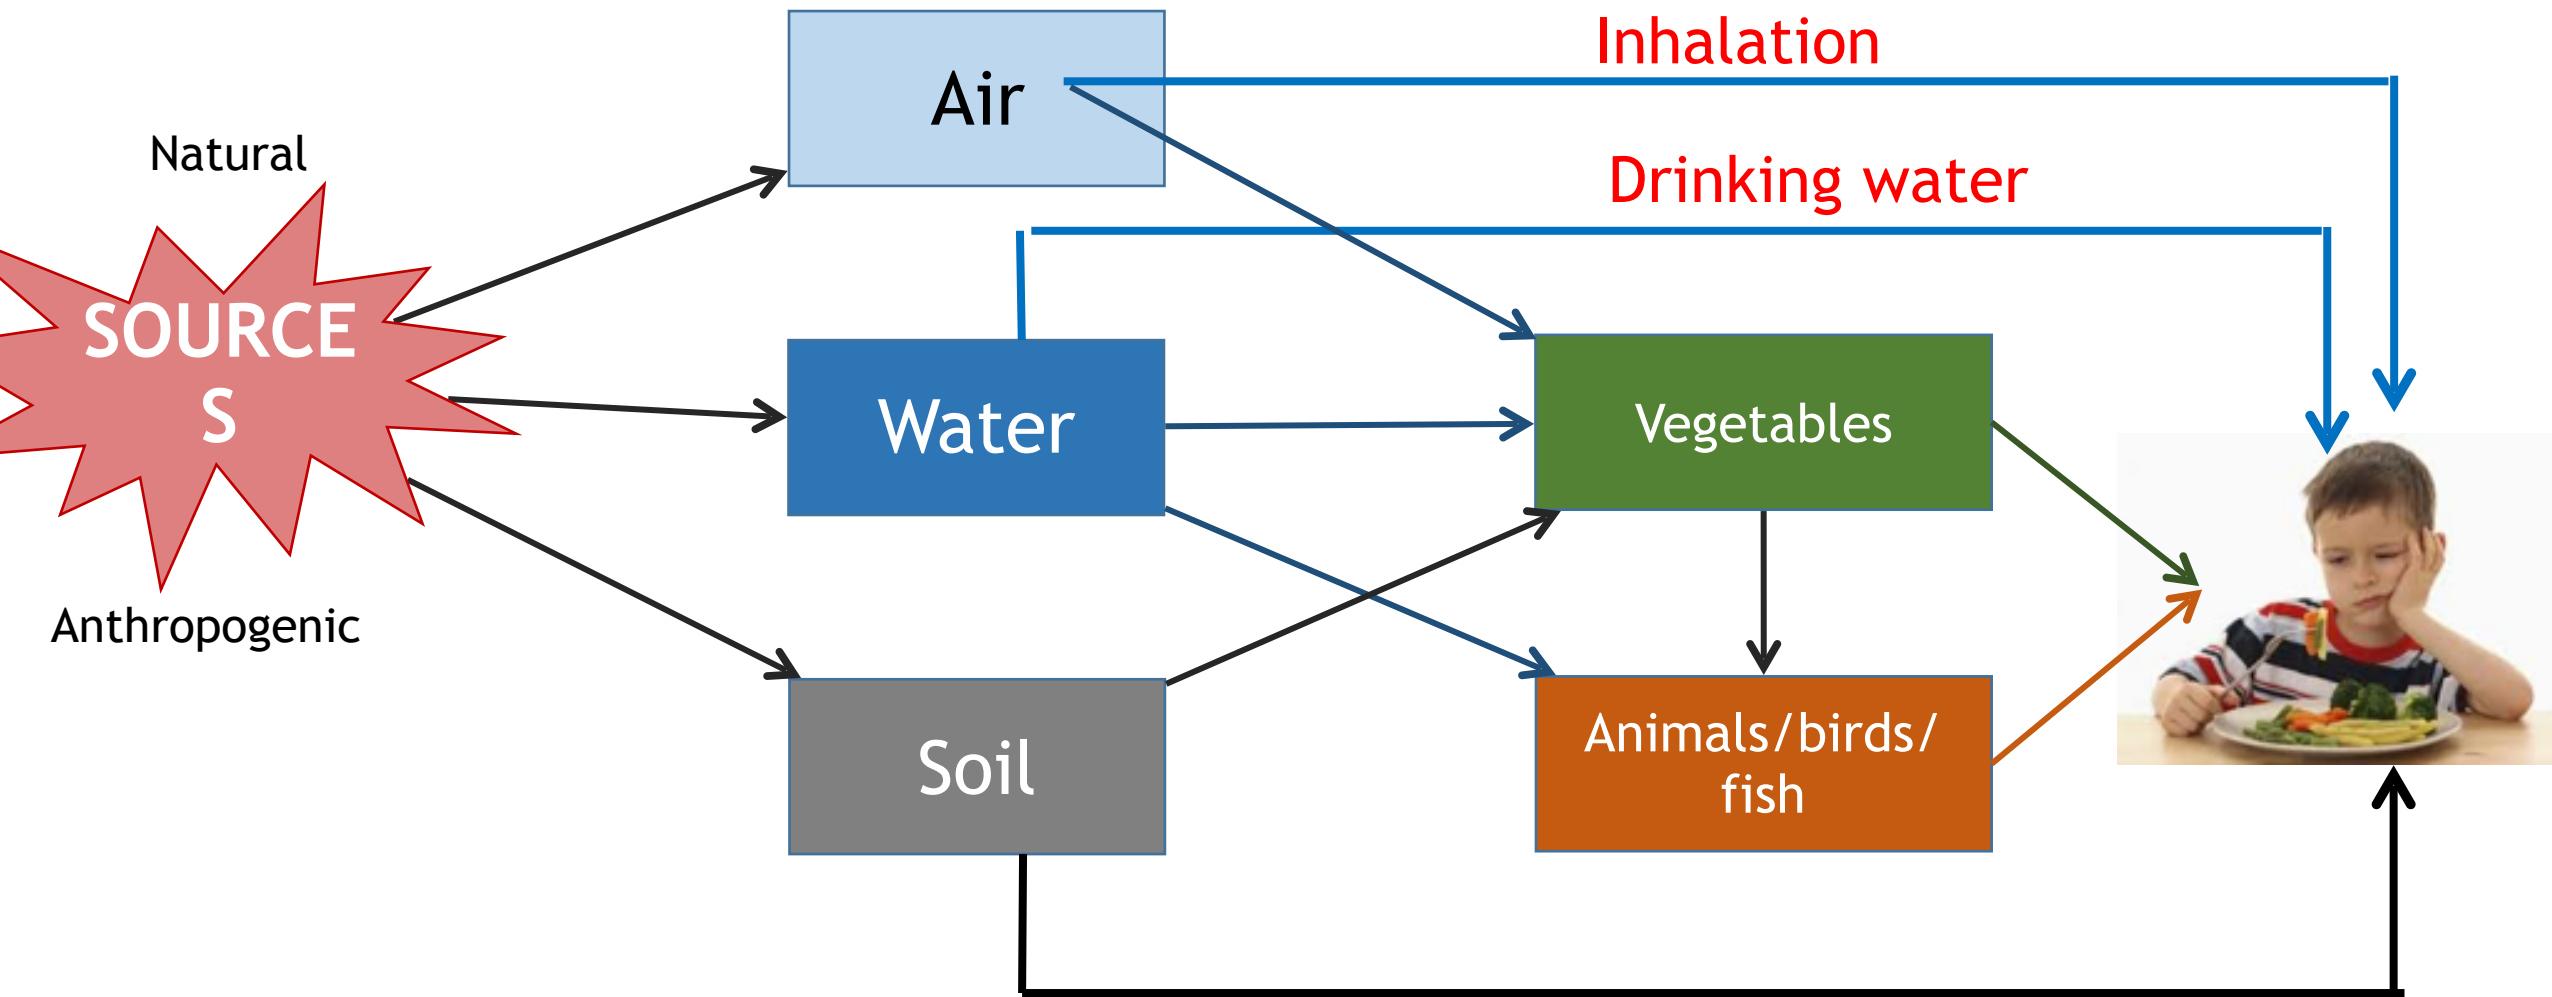 Natural
SOURCE
S
Anthropogenic
Air
Water
Soil
Inhalation
Drinking water
Vegetables
Animals/birds/
fish